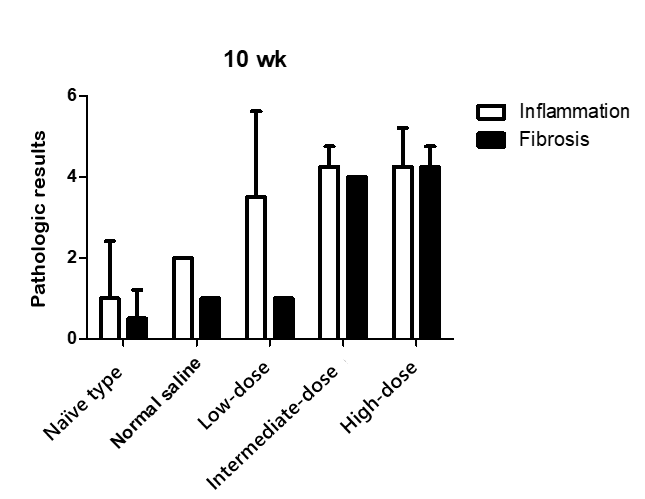 10 wk
Inflammation
Fibrosis
Pathologic results
6
4
2
0
Naïve type
Normal saline
Low-dose
Intermediate-dose
High-dose